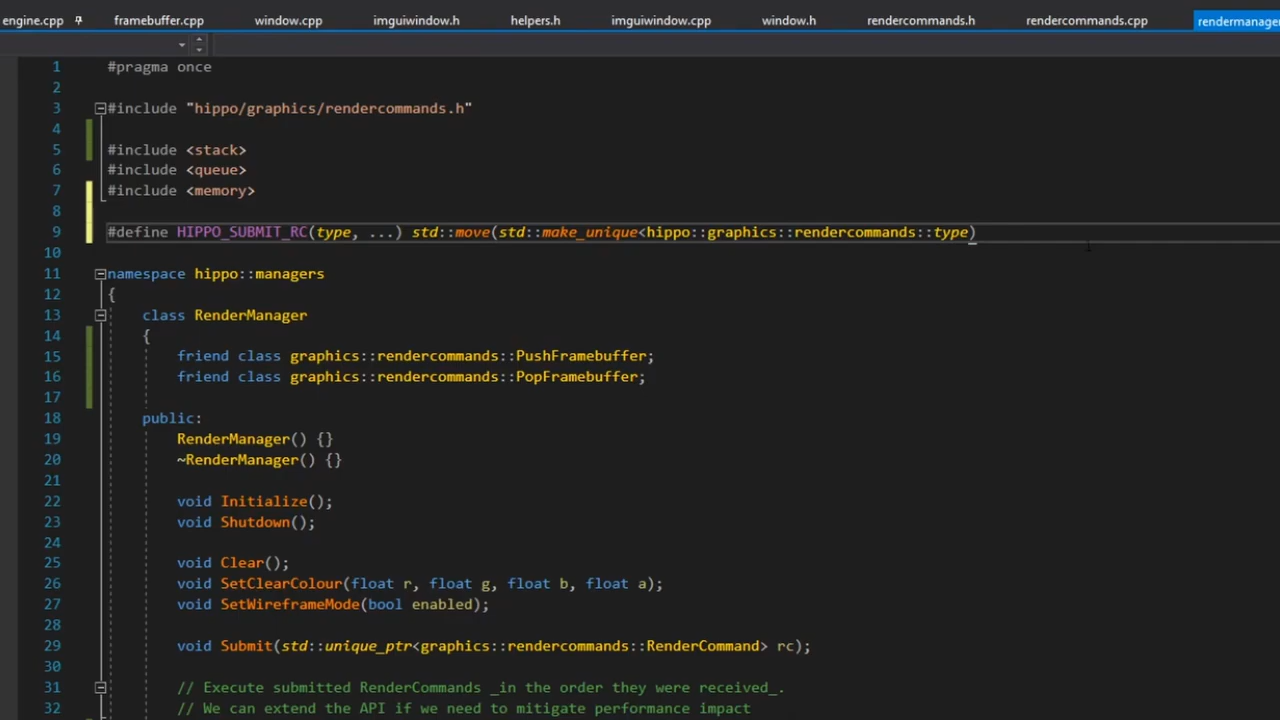 engine.cpp framebuffer.cpp window.cpp imguiwindow.h helpers.h imguiwindow.cpp window.h rendercommands.h rendercommands.cpp rendermanager
1 #pragma once
2
3 #include "hippo/graphics/rendercommands.h"
4
5 #include <stack>
6 #include <queue>
7 #include <memory>
8
9 #define HIPPO_SUBMIT_RC(type, ...) std::move(std::make_unique<hippo::graphics::rendercommands::type)
10
11 namespace hippo::managers
12 {
13 class RenderManager
14 {
15 friend class graphics::rendercommands::PushFramebuffer;
16 friend class graphics::rendercommands::PopFramebuffer;
17
18 public:
19 RenderManager() {}
20 ~RenderManager() {}
21
22 void Initialize();
23 void Shutdown();
24
25 void Clear();
26 void SetClearColour(float r, float g, float b, float a);
27 void SetWireframeMode(bool enabled);
28
29 void Submit(std::unique_ptr<graphics::rendercommands::RenderCommand> rc);
30
31 // Execute submitted RenderCommands _in the order they were received_.
32 // We can extend the API if we need to mitigate performance impact